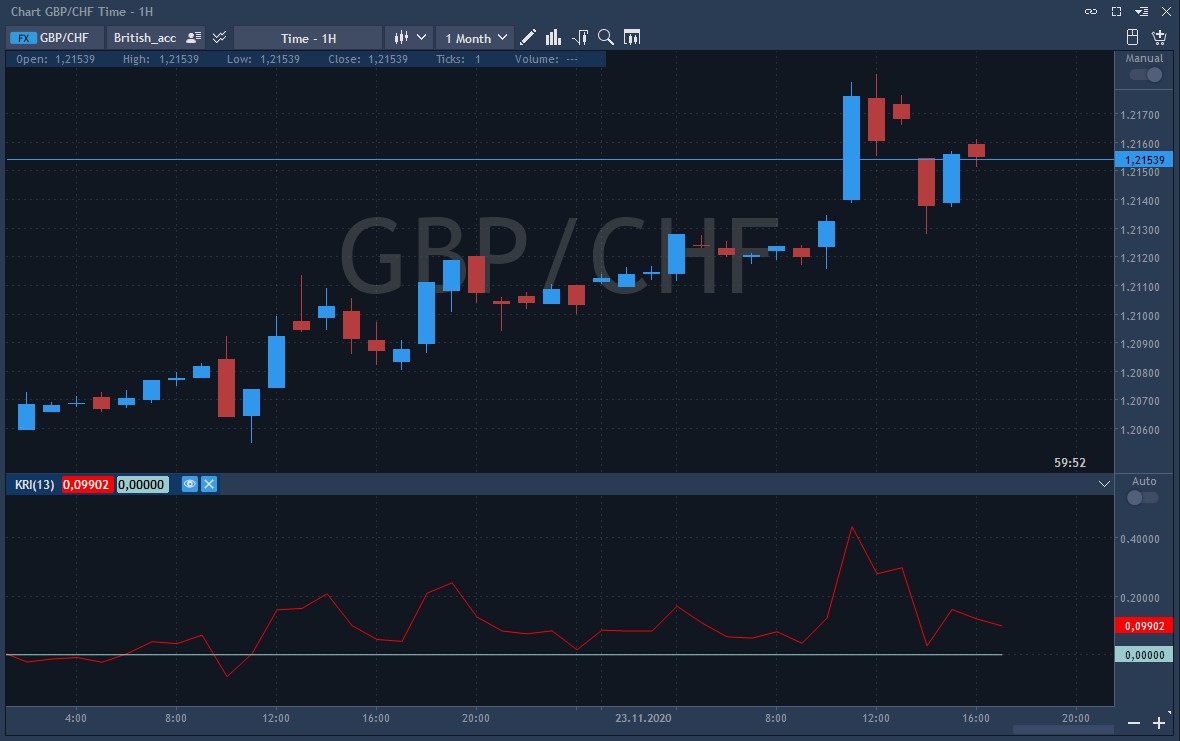 Chart GBP/CHF Time - 1H
FX GBP/CHF British_acc Time - 1H 1 Month
Open: 1,21539 High: 1,21539 Low: 1,21539 Close: 1,21539 Ticks: 1 Volume: ---
Manual
GBP/CHF
1.21700
1.21600
1,21539
1.21500
1.21400
1.21300
1.21200
1.21100
1.21000
1.20900
1.20800
1.20700
1.20600
59:52
KRI(13) 0,09902 0,00000
Auto
0.40000
0.20000
0,09902
0,00000
4:00 8:00 12:00 16:00 20:00 23.11.2020 8:00 12:00 16:00 20:00